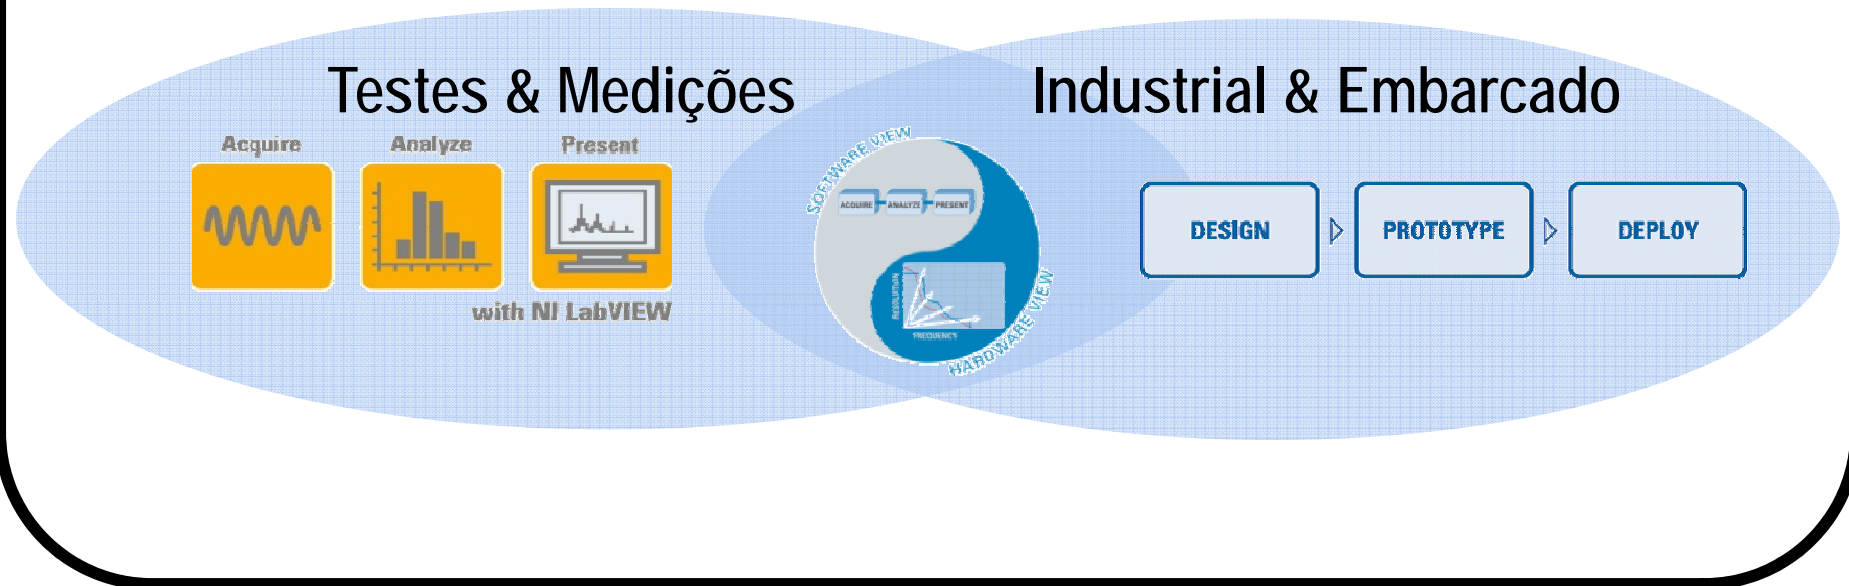 Testes & Medições
Industrial & Embarcado
Acquire
Analyze
Present
with NI LabVIEW
SOFTWARE VIEW
ACQUIRE
ANALYZE
PRESENT
RESOLUTION
FREQUENCY
HARDWARE VIEW
DESIGN
PROTOTYPE
DEPLOY